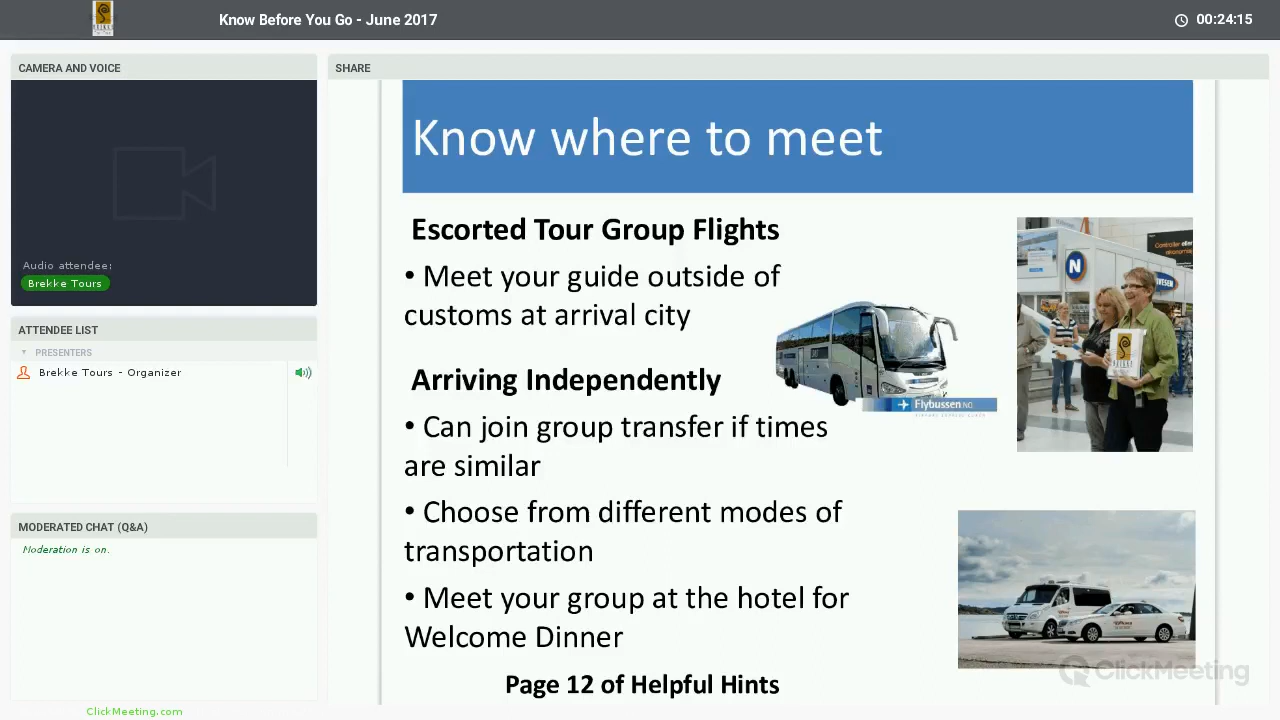 Know Before You Go - June 2017
00:24:15
CAMERA AND VOICE
Audio attendee:
Brekke Tours
ATTENDEE LIST
PRESENTERS
Brekke Tours - Organizer
MODERATED CHAT (Q&A)
Moderation is on.
ClickMeeting.com
SHARE
Know where to meet
Escorted Tour Group Flights
• Meet your guide outside of
customs at arrival city
Arriving Independently
• Can join group transfer if times
are similar
• Choose from different modes of
transportation
• Meet your group at the hotel for
Welcome Dinner
Page 12 of Helpful Hints
Flybussen NO
N
ClickMeeting